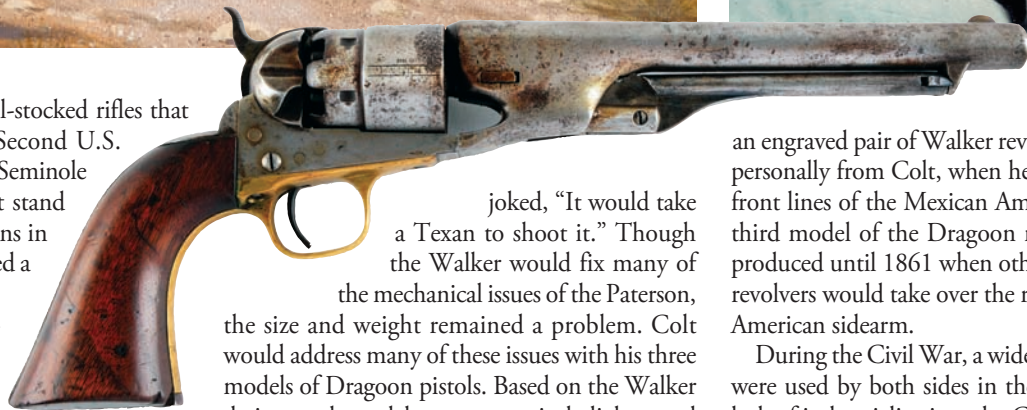 l-stocked rifles that
Second U.S.
Seminole
t stand
ns in
ed a
joked, “It would take
a Texan to shoot it.” Though
the Walker would fix many of
the mechanical issues of the Paterson,
the size and weight remained a problem. Colt
would address many of these issues with his three
models of Dragoon pistols. Based on the Walker
an engraved pair of Walker rev
personally from Colt, when he
front lines of the Mexican Am
third model of the Dragoon
produced until 1861 when oth
revolvers would take over the
American sidearm.
During the Civil War, a wide
were used by both sides in the